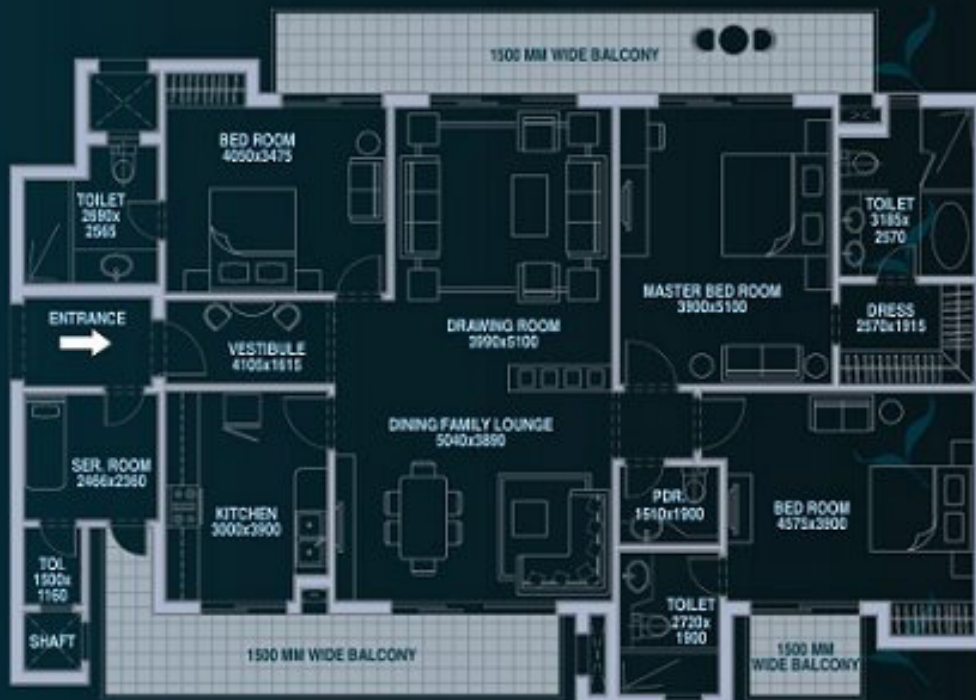 1500 MM WIDE BALCONY
BED ROOM
4050x3475
TOILET
2690x
2565
TOILET
3185x
2570
MASTER BED ROOM
3900x5100
ENTRANCE
DRESS
2570x1915
DRAWING ROOM
3990x5100
VESTIBULE
4105x1615
DINING FAMILY LOUNGE
5040x3890
SER. ROOM
2466x2360
KITCHEN
3000x3900
PDR.
1510x1900
BED ROOM
4575x3900
TOI.
1500x
1160
TOILET
2720x
1900
SHAFT
1500 MM WIDE BALCONY
1500 MM
WIDE BALCONY